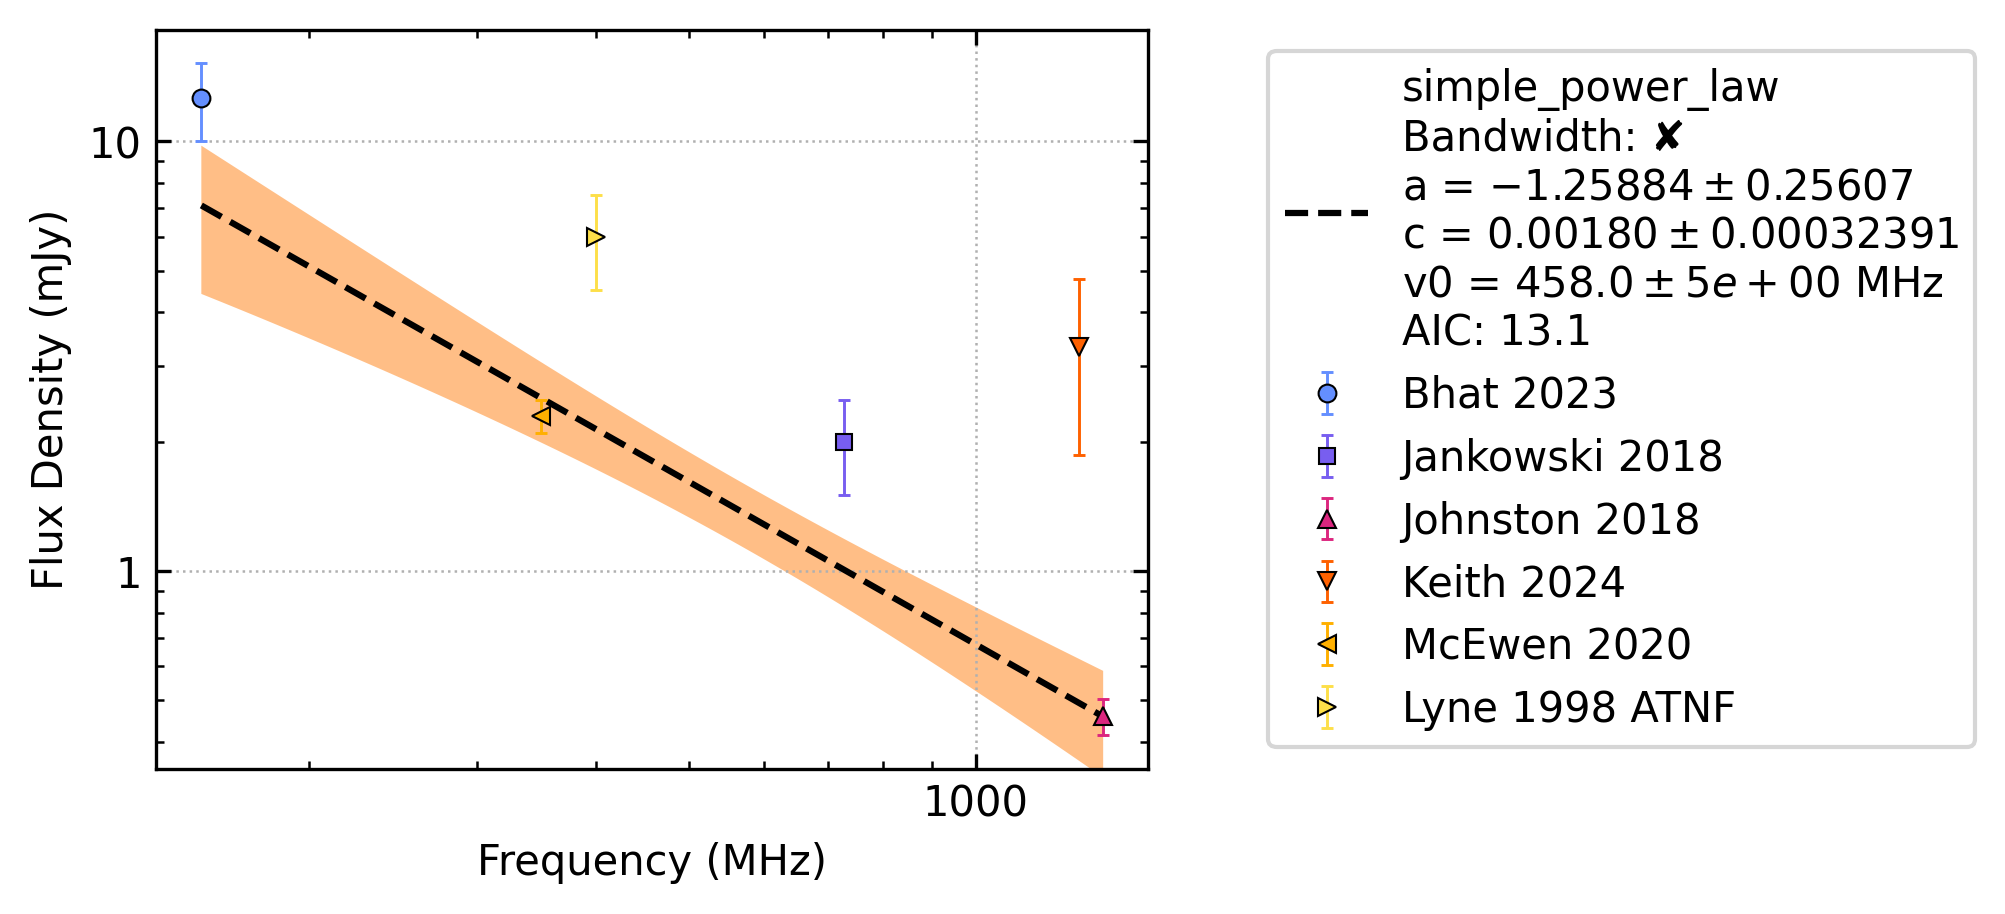 10
1
Flux Density (mJy)
1000
Frequency (MHz)
simple_power_law
Bandwidth: ✘
a = −1.25884 ± 0.25607
c = 0.00180 ± 0.00032391
v0 = 458.0 ± 5e + 00 MHz
AIC: 13.1
Bhat 2023
Jankowski 2018
Johnston 2018
Keith 2024
McEwen 2020
Lyne 1998 ATNF